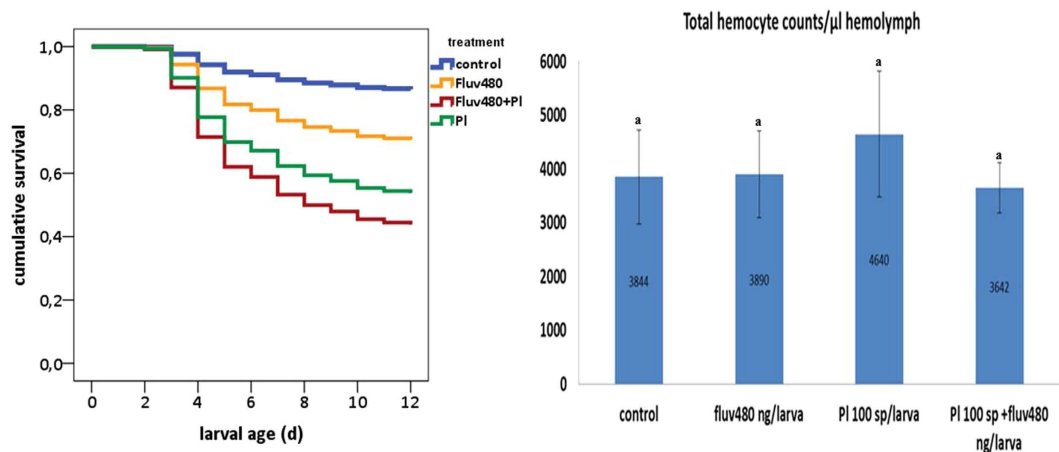 treatment
control
Fluv480
Fluv480+Pl
Pl
1,0
0,8
0,6
0,4
0,2
0,0
cumulative survival
0 2 4 6 8 10 12
larval age (d)
Total hemocyte counts/µl hemolymph
6000
5000
4000
3000
2000
1000
0
a
a
a
a
3844
3890
4640
3642
control
fluv480 ng/larva
Pl 100 sp/larva
Pl 100 sp +fluv480
ng/larva